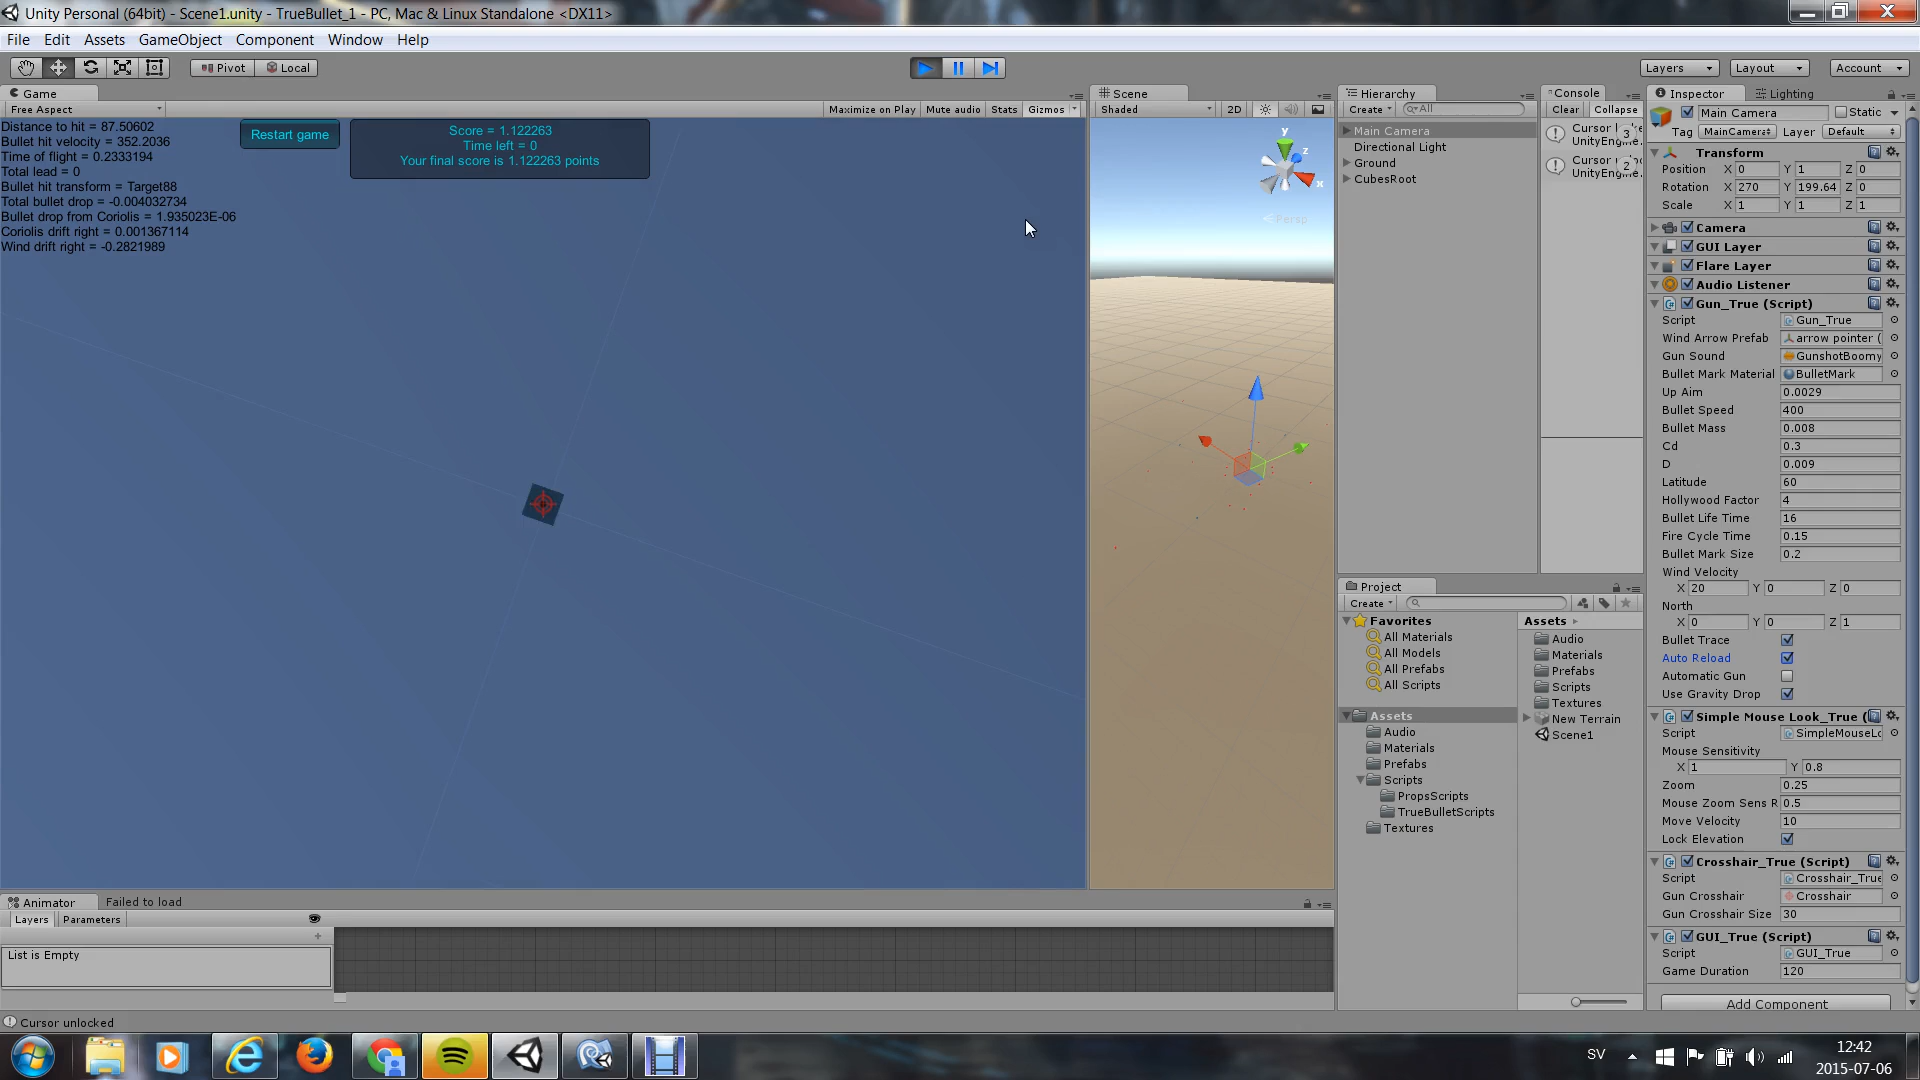 Unity Personal (64bit) - Scene1.unity - TrueBullet_1 - PC, Mac & Linux Standalone <DX11>
File Edit Assets GameObject Component Window Help
Pivot Local Layers Layout Account
Game
Free Aspect Maximize on Play Mute audio Stats Gizmos
Distance to hit = 87.50602
Bullet hit velocity = 352.2036
Time of flight = 0.2333194
Total lead = 0
Bullet hit transform = Target88
Total bullet drop = -0.004032734
Bullet drop from Coriolis = 1.935023E-06
Coriolis drift right = 0.001367114
Wind drift right = -0.2821989
Restart game
Score = 1.122263
Time left = 0
Your final score is 1.122263 points
Scene
Shaded 2D
y
z
x
Persp
Hierarchy
Create All
Main Camera
Directional Light
Ground
CubesRoot
Console
Clear Collapse
Cursor 3
UnityEngine.
Cursor 2
UnityEngine.
Project
Create
Favorites
All Materials
All Models
All Prefabs
All Scripts
Assets
Audio
Materials
Prefabs
Scripts
PropsScripts
TrueBulletScripts
Textures
Assets
Audio
Materials
Prefabs
Scripts
Textures
New Terrain
Scene1
Inspector Lighting
Main Camera Static
Tag MainCamera Layer Default
Transform
Position X 0 Y 1 Z 0
Rotation X 270 Y 199.64 Z 0
Scale X 1 Y 1 Z 1
Camera
GUI Layer
Flare Layer
Audio Listener
Gun_True (Script)
Script Gun_True
Wind Arrow Prefab arrow pointer (
Gun Sound GunshotBoomy
Bullet Mark Material BulletMark
Up Aim 0.0029
Bullet Speed 400
Bullet Mass 0.008
Cd 0.3
D 0.009
Latitude 60
Hollywood Factor 4
Bullet Life Time 16
Fire Cycle Time 0.15
Bullet Mark Size 0.2
Wind Velocity
X 20 Y 0 Z 0
North
X 0 Y 0 Z 1
Bullet Trace
Auto Reload
Automatic Gun
Use Gravity Drop
Simple Mouse Look_True (
Script SimpleMouseLo
Mouse Sensitivity
X 1 Y 0.8
Zoom 0.25
Mouse Zoom Sens R 0.5
Move Velocity 10
Lock Elevation
Crosshair_True (Script)
Script Crosshair_True
Gun Crosshair Crosshair
Gun Crosshair Size 30
GUI_True (Script)
Script GUI_True
Game Duration 120
Add Component
Animator Failed to load
Layers Parameters
List is Empty
Cursor unlocked
SV
12:42
2015-07-06